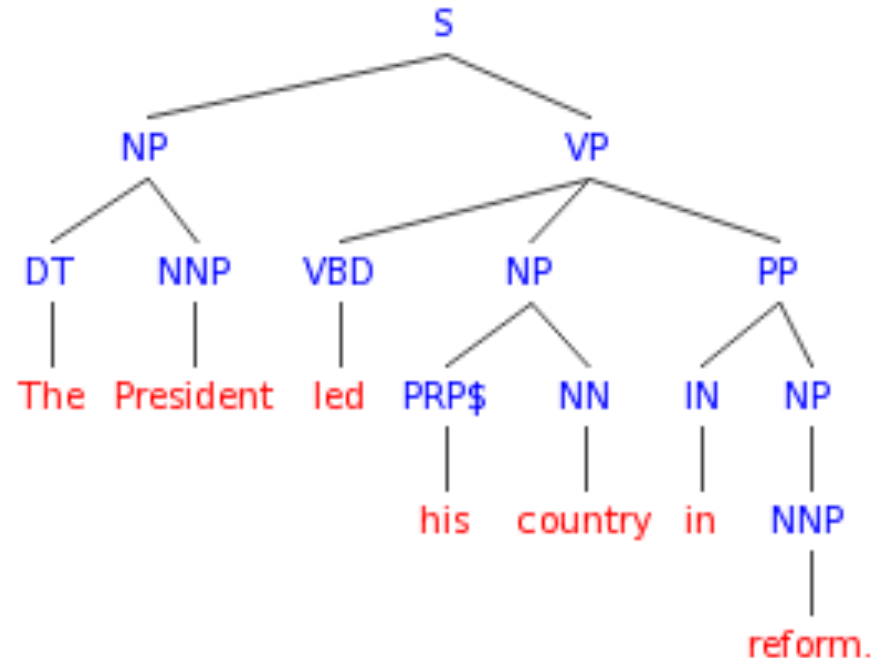 S
NP VP
DT NNP VBD NP PP
The President led PRP$ NN IN NP
his country in NNP
reform.